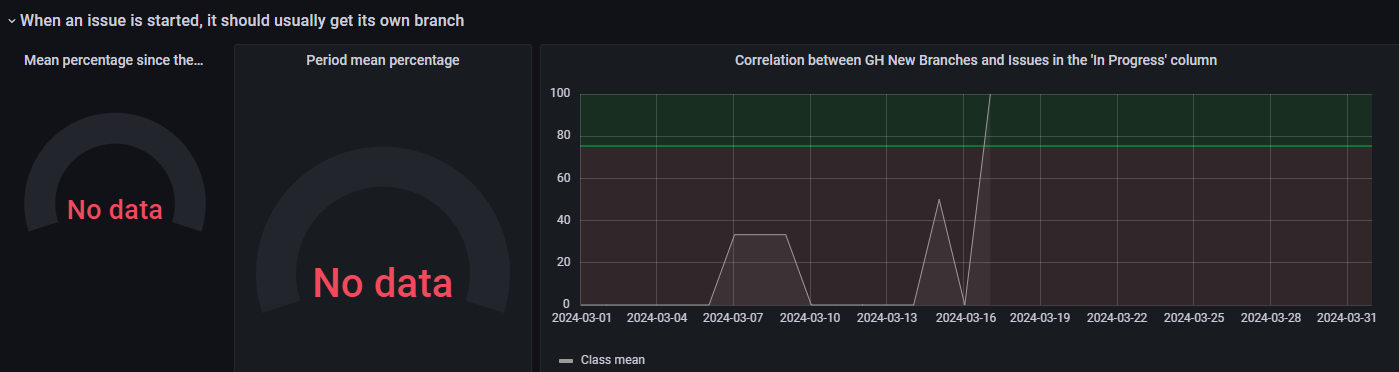 When an issue is started, it should usually get its own branch
Mean percentage since the...
Period mean percentage
Correlation between GH New Branches and Issues in the 'In Progress' column
No data
No data
100
80
60
40
20
0
2024-03-01 2024-03-04 2024-03-07 2024-03-10 2024-03-13 2024-03-16 2024-03-19 2024-03-22 2024-03-25 2024-03-28 2024-03-31
Class mean